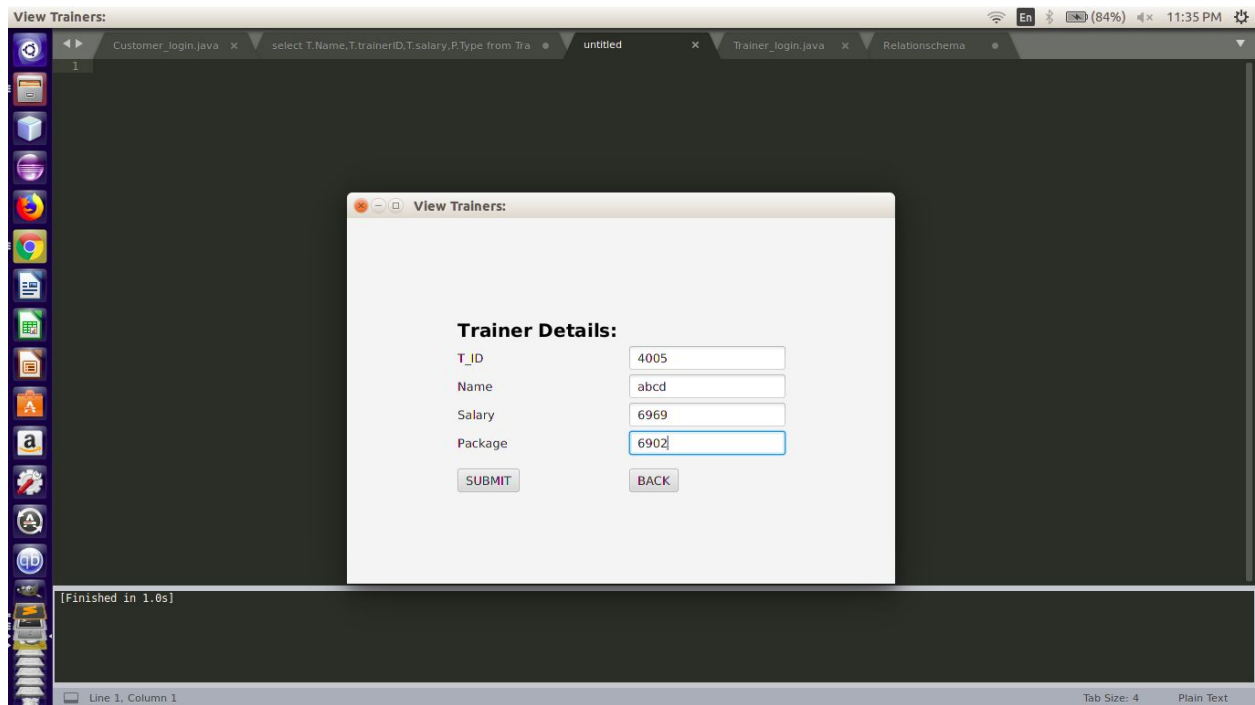 View Trainers:
En (84%) 11:35 PM
Customer_login.java x select T.Name,T.trainerID,T.salary,P.Type from Tra untitled x Trainer_login.java x Relationschema
1
View Trainers:
Trainer Details:
T_ID 4005
Name abcd
Salary 6969
Package 6902
SUBMIT BACK
a
qb
[Finished in 1.0s]
Line 1, Column 1 Tab Size: 4 Plain Text